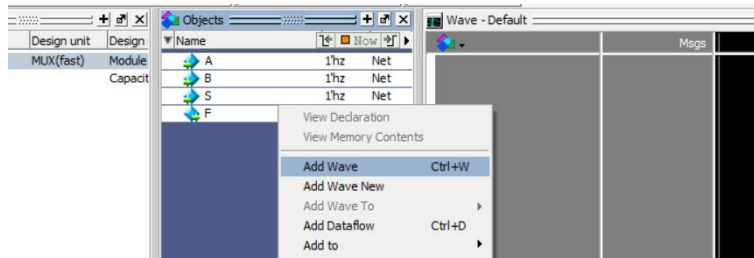 Objects
Wave - Default
Design unit Design
Name Now
Msgs
MUX(fast) Module
A 1'hz Net
Capacit
B 1'hz Net
S 1'hz Net
F
View Declaration
View Memory Contents
Add Wave Ctrl+W
Add Wave New
Add Wave To
Add Dataflow Ctrl+D
Add to